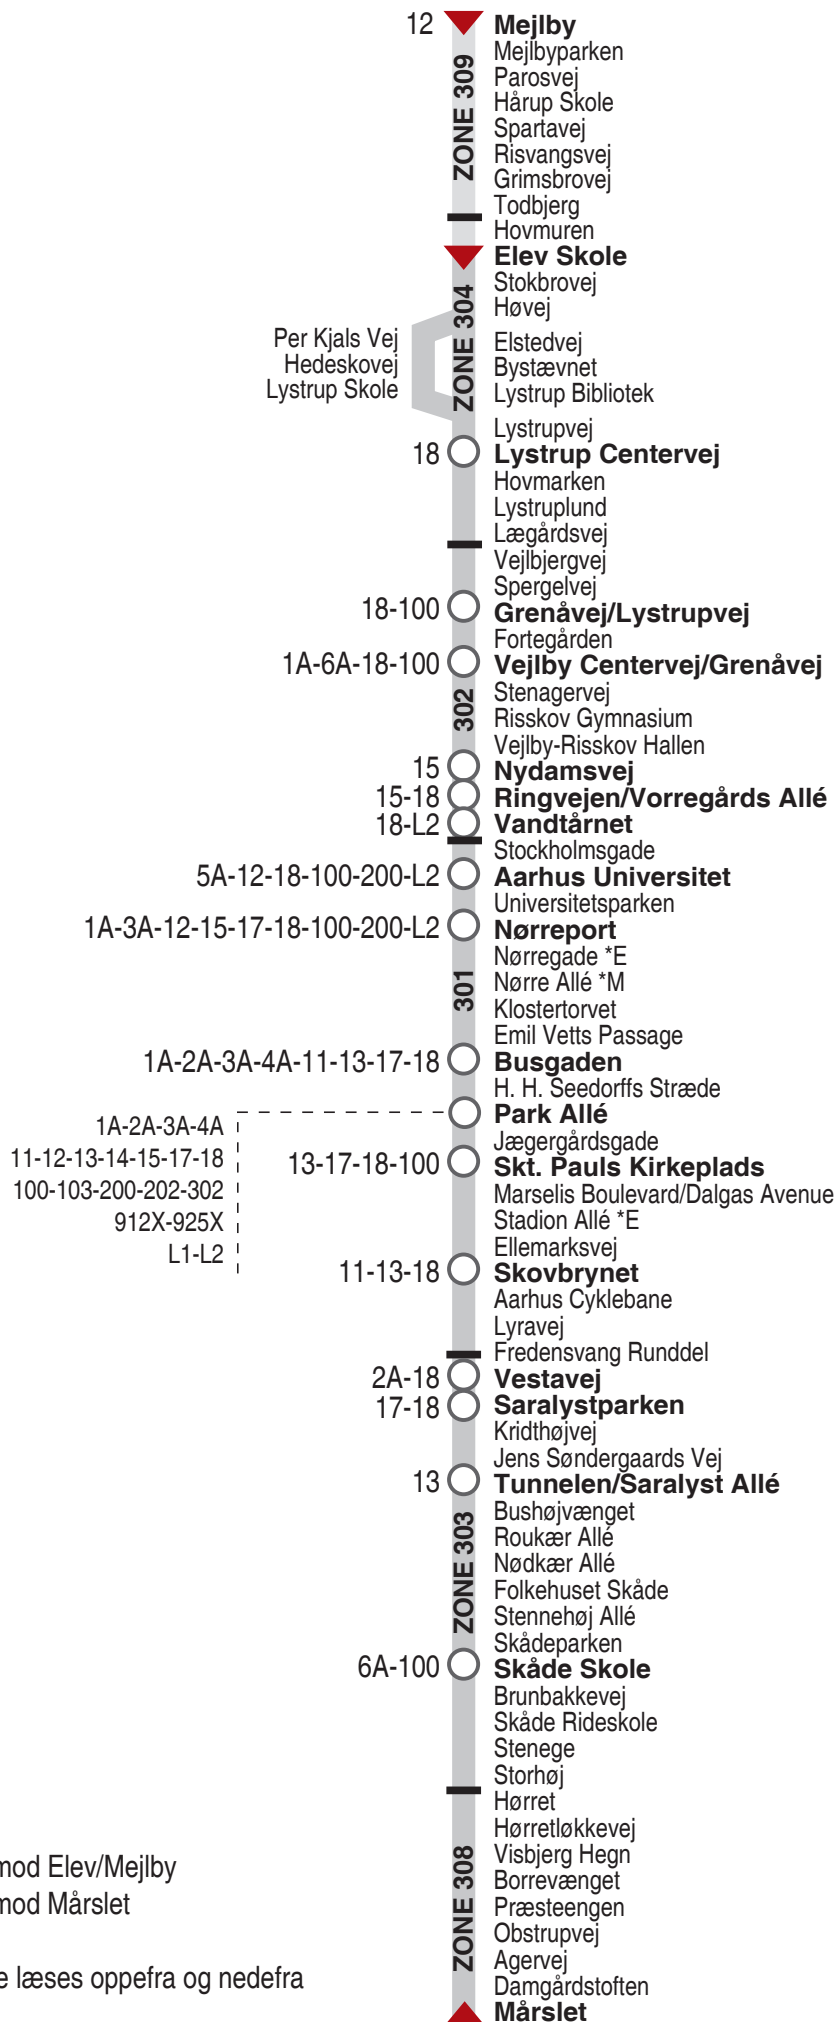 12 Mejlby
Mejlbyparken
Parosvej
Hårup Skole
Spartavej
Risvangsvej
Grimsbrovej
Todbjerg
ZONE 309
Hovmuren
Elev Skole
Stokbrovej
Høvej
ZONE 304
Per Kjals Vej
Hedeskovej
Lystrup Skole
Elstedvej
Bystævnet
Lystrup Bibliotek
Lystrupvej
18 Lystrup Centervej
Hovmarken
Lystruplund
Lægårdsvej
Vejlbjergvej
Spergelvej
18-100 Grenåvej/Lystrupvej
Fortegården
1A-6A-18-100 Vejlby Centervej/Grenåvej
302
Stenagervej
Risskov Gymnasium
Vejlby-Risskov Hallen
15 Nydamsvej
15-18 Ringvejen/Vorregårds Allé
18-L2 Vandtårnet
Stockholmsgade
5A-12-18-100-200-L2 Aarhus Universitet
Universitetsparken
1A-3A-12-15-17-18-100-200-L2 Nørreport
301
Nørregade *E
Nørre Allé *M
Klostertorvet
Emil Vetts Passage
1A-2A-3A-4A-11-13-17-18 Busgaden
H. H. Seedorffs Stræde
Park Allé
1A-2A-3A-4A
11-12-13-14-15-17-18
100-103-200-202-302
912X-925X
L1-L2
Jægergårdsgade
13-17-18-100 Skt. Pauls Kirkeplads
Marselis Boulevard/Dalgas Avenue
Stadion Allé *E
Ellemarksvej
11-13-18 Skovbrynet
Aarhus Cyklebane
Lyravej
Fredensvang Runddel
2A-18 Vestavej
17-18 Saralystparken
Kridthøjvej
Jens Søndergaards Vej
13 Tunnelen/Saralyst Allé
ZONE 303
Bushøjvænget
Roukær Allé
Nødkær Allé
Folkehuset Skåde
Stennehøj Allé
Skådeparken
6A-100 Skåde Skole
Brunbakkevej
Skåde Rideskole
Stenege
Storhøj
Hørret
Hørretløkkevej
Visbjerg Hegn
Borrevænget
Præsteengen
Obstrupvej
Agervej
Damgårdstoften
ZONE 308
Mårslet
mod Elev/Mejlby
mod Mårslet
e læses oppefra og nedefra